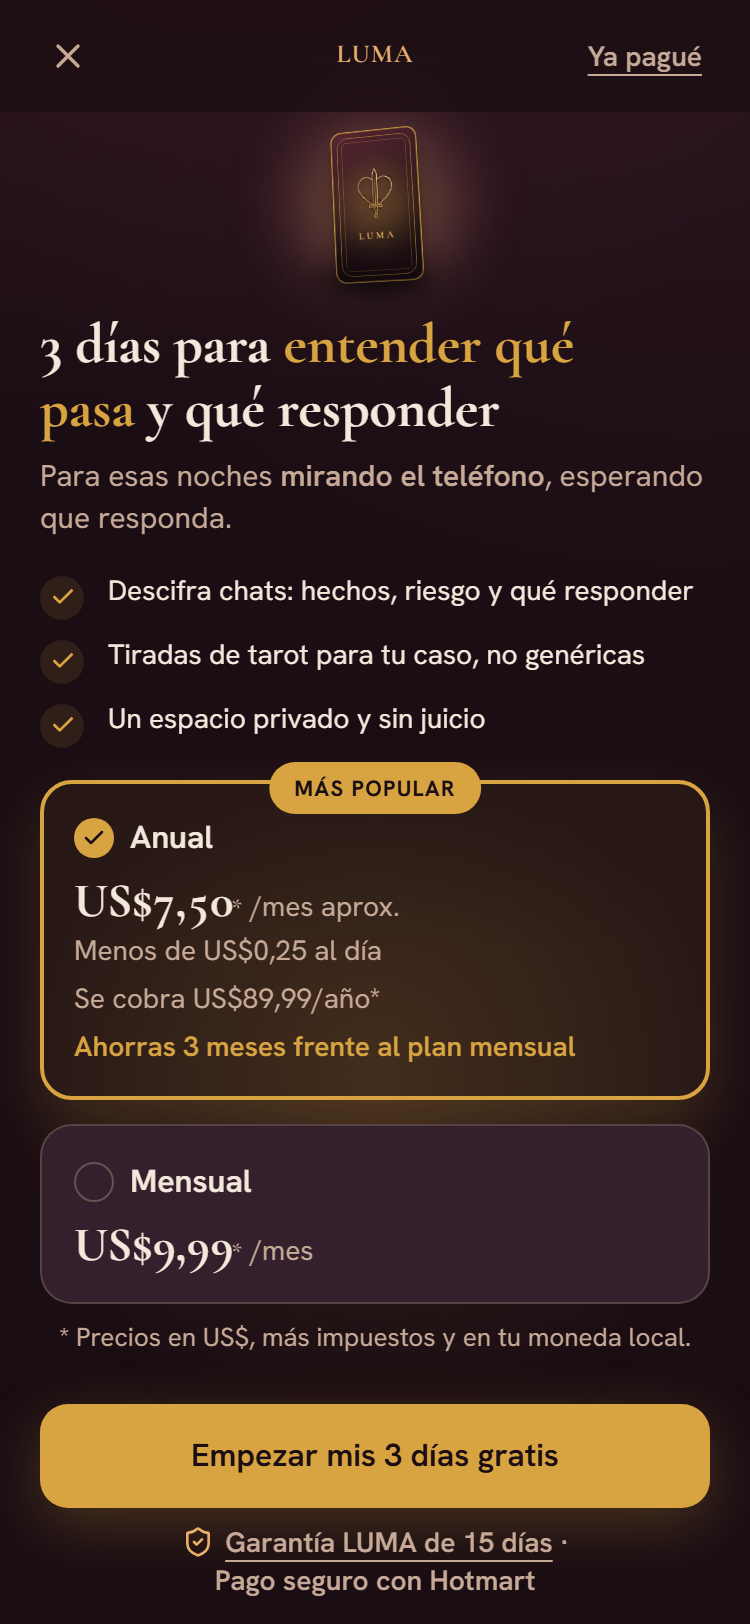 LUMA
Ya pagué
LUMA
3 días para entender qué
pasa y qué responder
Para esas noches mirando el teléfono, esperando
que responda.
Descifra chats: hechos, riesgo y qué responder
Tiradas de tarot para tu caso, no genéricas
Un espacio privado y sin juicio
MÁS POPULAR
Anual
US$7,50* /mes aprox.
Menos de US$0,25 al día
Se cobra US$89,99/año*
Ahorras 3 meses frente al plan mensual
Mensual
US$9,99* /mes
* Precios en US$, más impuestos y en tu moneda local.
Empezar mis 3 días gratis
Garantía LUMA de 15 días ·
Pago seguro con Hotmart